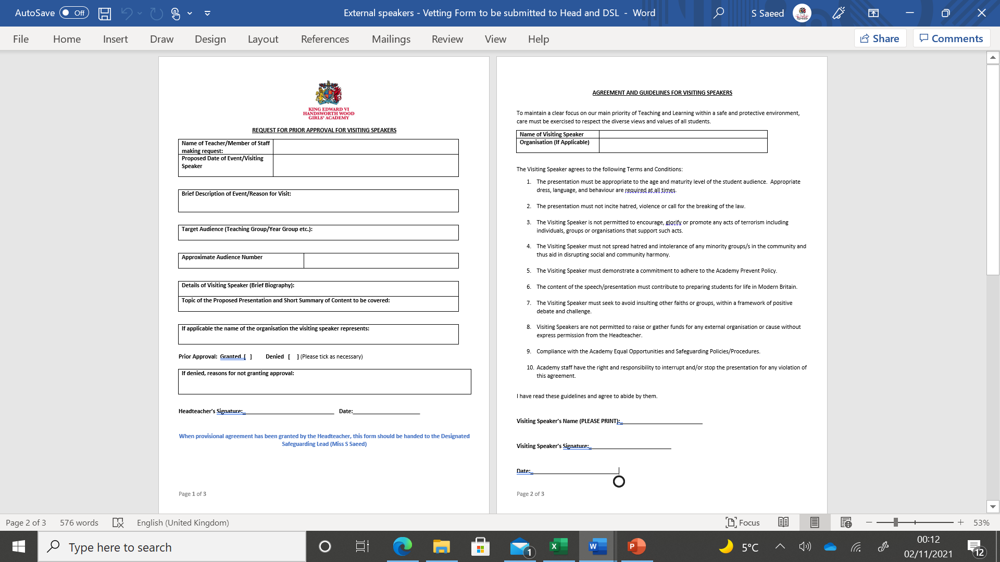 AutoSave Off
External speakers - Vetting Form to be submitted to Head and DSL - Word
S Saeed
File Home Insert Draw Design Layout References Mailings Review View Help
Share Comments
KING EDWARD VI
HANDSWORTH WOOD
GIRLS' ACADEMY
REQUEST FOR PRIOR APPROVAL FOR VISITING SPEAKERS
Name of Teacher/Member of Staff
making request:
Proposed Date of Event/Visiting
Speaker
Brief Description of Event/Reason for Visit:
Target Audience (Teaching Group/Year Group etc.):
Approximate Audience Number
Details of Visiting Speaker (Brief Biography):
Topic of the Proposed Presentation and Short Summary of Content to be covered:
If applicable the name of the organisation the visiting speaker represents:
Prior Approval: Granted [ ] Denied [ ] (Please tick as necessary)
If denied, reasons for not granting approval:
Headteacher's Signature:_____________ Date:_____________
When provisional agreement has been granted by the Headteacher, this form should be handed to the Designated
Safeguarding Lead (Miss S Saeed)
Page 1 of 3
AGREEMENT AND GUIDELINES FOR VISITING SPEAKERS
To maintain a clear focus on our main priority of Teaching and Learning within a safe and protective environment,
care must be exercised to respect the diverse views and values of all students.
Name of Visiting Speaker
Organisation (If Applicable)
The Visiting Speaker agrees to the following Terms and Conditions:
1. The presentation must be appropriate to the age and maturity level of the student audience. Appropriate
dress, language, and behaviour are required at all times.
2. The presentation must not incite hatred, violence or call for the breaking of the law.
3. The Visiting Speaker is not permitted to encourage, glorify or promote any acts of terrorism including
individuals, groups or organisations that support such acts.
4. The Visiting Speaker must not spread hatred and intolerance of any minority groups/s in the community and
thus aid in disrupting social and community harmony.
5. The Visiting Speaker must demonstrate a commitment to adhere to the Academy Prevent Policy.
6. The content of the speech/presentation must contribute to preparing students for life in Modern Britain.
7. The Visiting Speaker must seek to avoid insulting other faiths or groups, within a framework of positive
debate and challenge.
8. Visiting Speakers are not permitted to raise or gather funds for any external organisation or cause without
express permission from the Headteacher.
9. Compliance with the Academy Equal Opportunities and Safeguarding Policies/Procedures.
10. Academy staff have the right and responsibility to interrupt and/or stop the presentation for any violation of
this agreement.
I have read these guidelines and agree to abide by them.
Visiting Speaker's Name (PLEASE PRINT):_____________
Visiting Speaker's Signature:_____________
Date:_____________
Page 2 of 3
Page 2 of 3 576 words English (United Kingdom) Focus 53%
Type here to search
1
X
W
P
5°C
00:12
02/11/2021
12